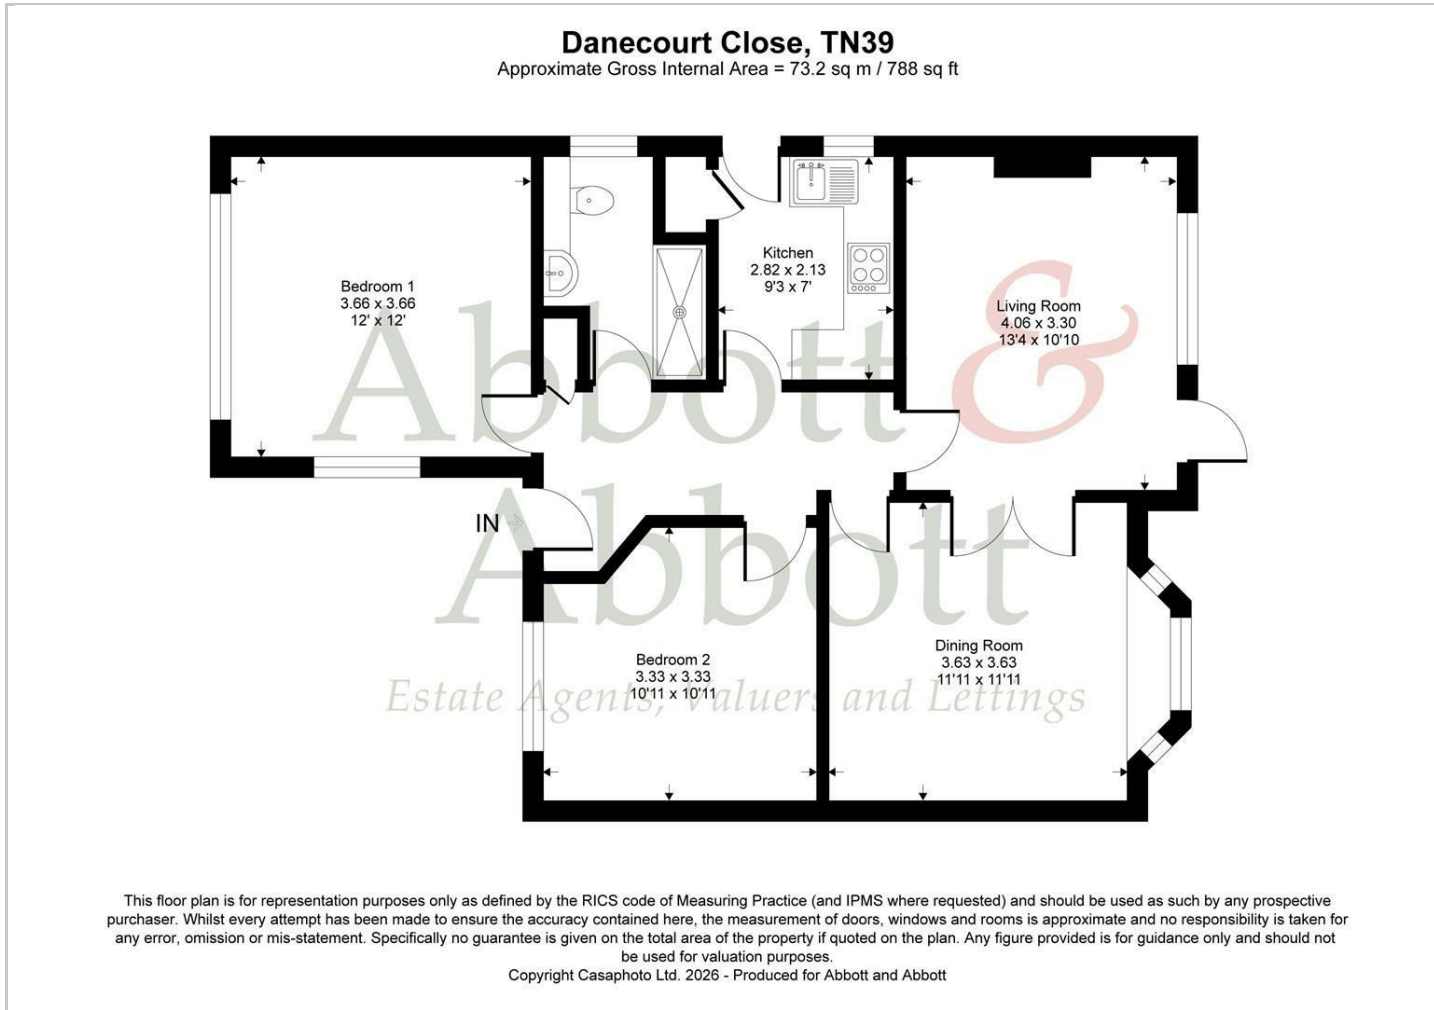 Danecourt Close, TN39
Approximate Gross Internal Area = 73.2 sq m / 788 sq ft
Kitchen
2.82 x 2.13
9'3 x 7'
Bedroom 1
3.66 x 3.66
12' x 12'
Living Room
4.06 x 3.30
13'4 x 10'10
Abbott &
IN
Abbott
Dining Room
3.63 x 3.63
11'11 x 11'11
Bedroom 2
3.33 x 3.33
10'11 x 10'11
Estate Agents, Valuers and Lettings
This floor plan is for representation purposes only as defined by the RICS code of Measuring Practice (and IPMS where requested) and should be used as such by any prospective
purchaser. Whilst every attempt has been made to ensure the accuracy contained here, the measurement of doors, windows and rooms is approximate and no responsibility is taken for
any error, omission or mis-statement. Specifically no guarantee is given on the total area of the property if quoted on the plan. Any figure provided is for guidance only and should not
be used for valuation purposes.
Copyright Casaphoto Ltd. 2026 - Produced for Abbott and Abbott